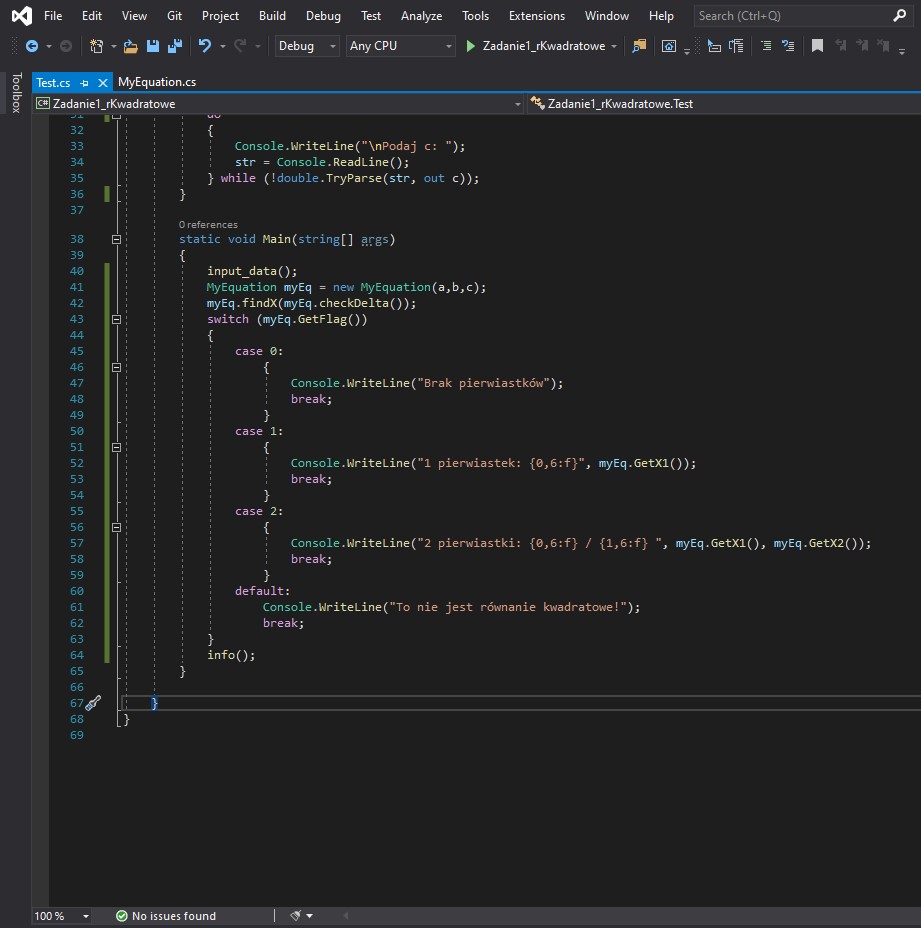 File Edit View Git Project Build Debug Test Analyze Tools Extensions Window Help Search (Ctrl+Q)
Debug Any CPU Zadanie1_rKwadratowe
Toolbox
Test.cs MyEquation.cs
C# Zadanie1_rKwadratowe Zadanie1_rKwadratowe.Test
31 do
32 {
33 Console.WriteLine("\nPodaj c: ");
34 str = Console.ReadLine();
35 } while (!double.TryParse(str, out c));
36 }
37
0 references
38 static void Main(string[] args)
39 {
40 input_data();
41 MyEquation myEq = new MyEquation(a,b,c);
42 myEq.findX(myEq.checkDelta());
43 switch (myEq.GetFlag())
44 {
45 case 0:
46 {
47 Console.WriteLine("Brak pierwiastków");
48 break;
49 }
50 case 1:
51 {
52 Console.WriteLine("1 pierwiastek: {0,6:f}", myEq.GetX1());
53 break;
54 }
55 case 2:
56 {
57 Console.WriteLine("2 pierwiastki: {0,6:f} / {1,6:f} ", myEq.GetX1(), myEq.GetX2());
58 break;
59 }
60 default:
61 Console.WriteLine("To nie jest równanie kwadratowe!");
62 break;
63 }
64 info();
65 }
66
67 }
68 }
69
100 % No issues found